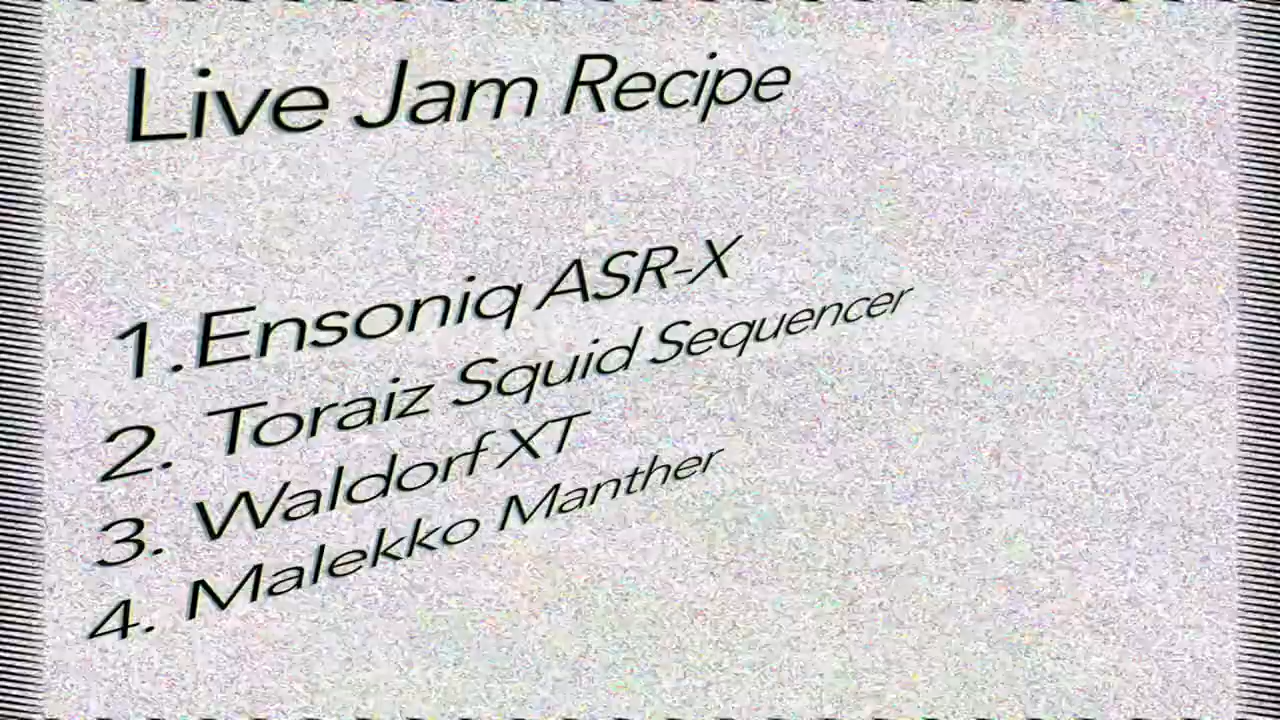 Live Jam Recipe
1.Ensoniq ASR-X
2. Toraiz Squid Sequencer
3. Waldorf XT
4. Malekko Manther